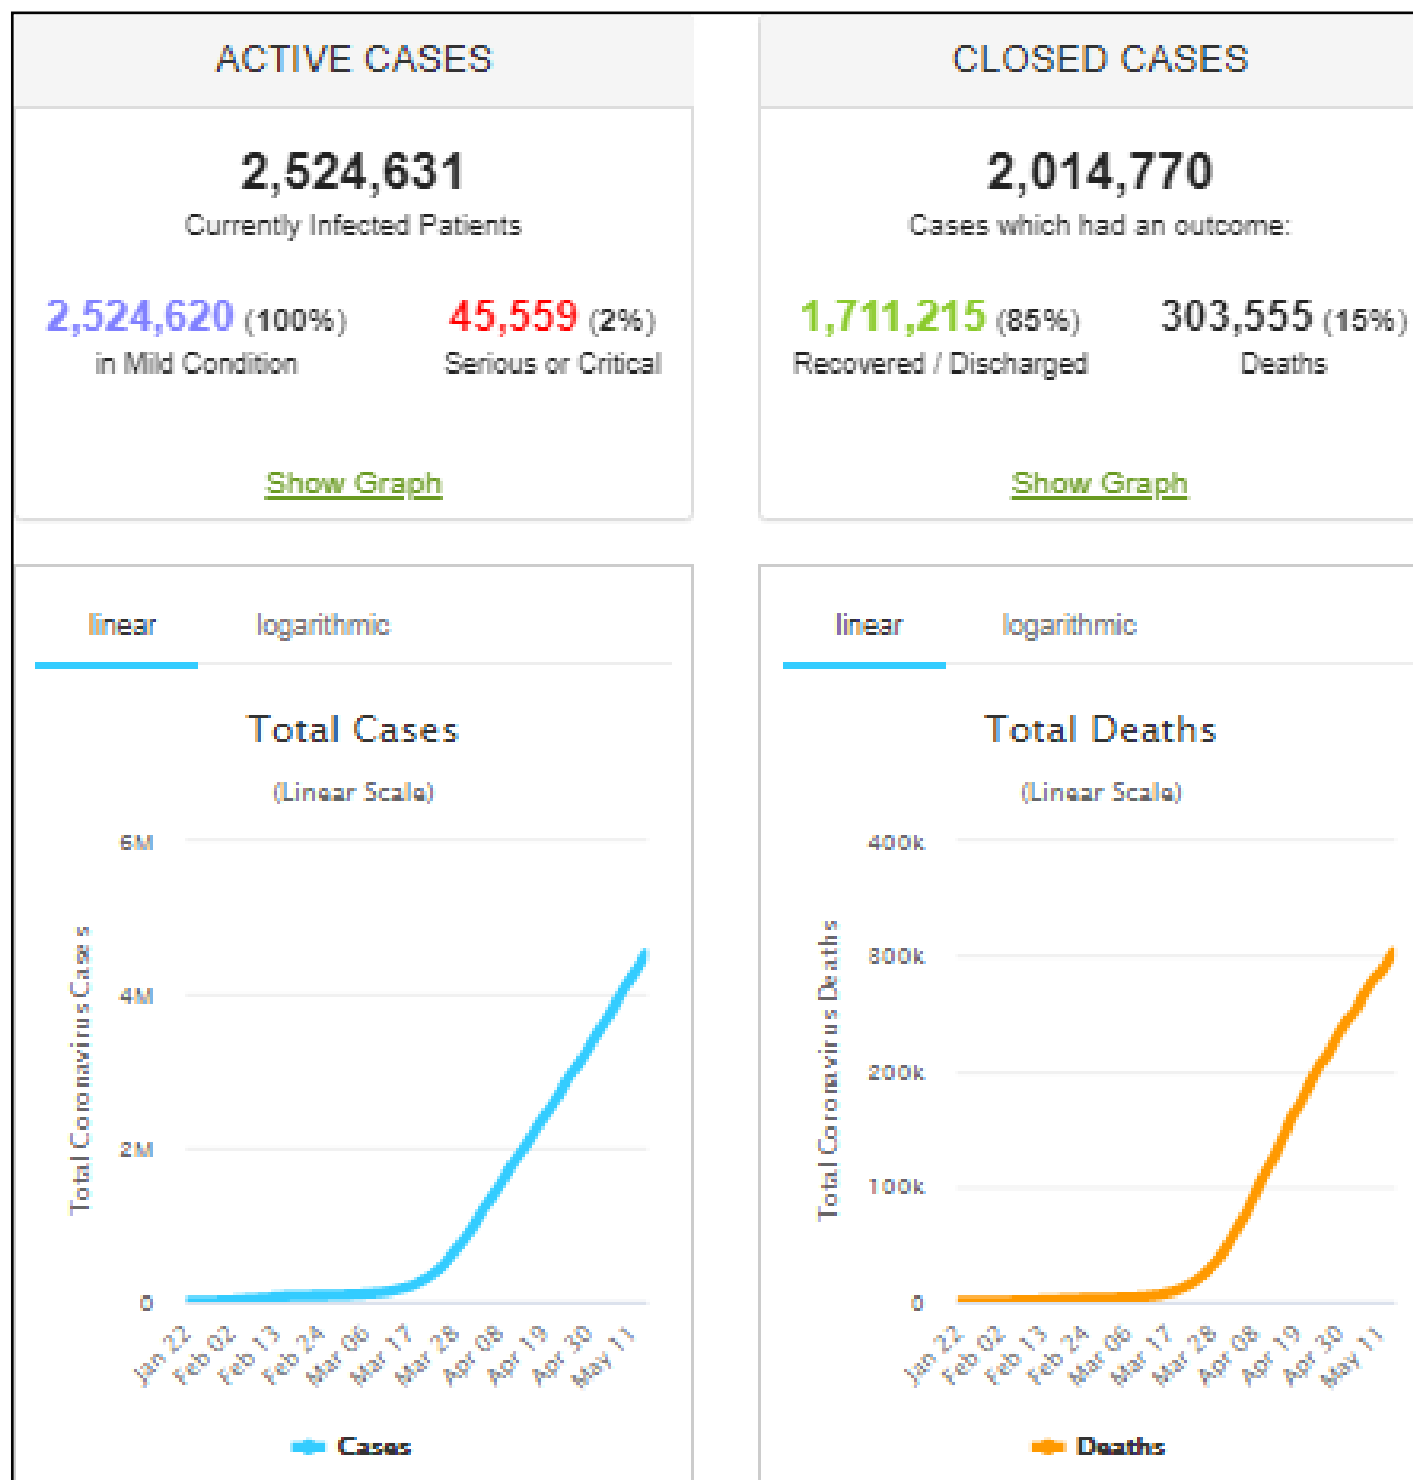 ACTIVE CASES
2,524,631
Currently Infected Patients
2,524,620 (100%)
in Mild Condition
45,559 (2%)
Serious or Critical
Show Graph
CLOSED CASES
2,014,770
Cases which had an outcome:
1,711,215 (85%)
Recovered / Discharged
303,555 (15%)
Deaths
Show Graph
linear logarithmic
Total Cases
(Linear Scale)
Total Coronavirus Cases
6M
4M
2M
0
Jan 22 Feb 02 Feb 13 Feb 24 Mar 06 Mar 17 Mar 28 Apr 08 Apr 19 Apr 30 May 11
Cases
linear logarithmic
Total Deaths
(Linear Scale)
Total Coronavirus Deaths
400k
300k
200k
100k
0
Jan 22 Feb 02 Feb 13 Feb 24 Mar 06 Mar 17 Mar 28 Apr 08 Apr 19 Apr 30 May 11
Deaths